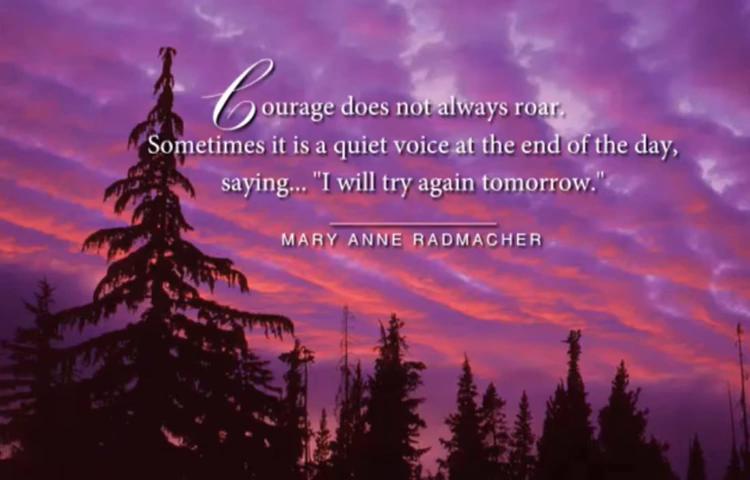 Courage does not always roar.
Sometimes it is a quiet voice at the end of the day,
saying... "I will try again tomorrow."
MARY ANNE RADMACHER